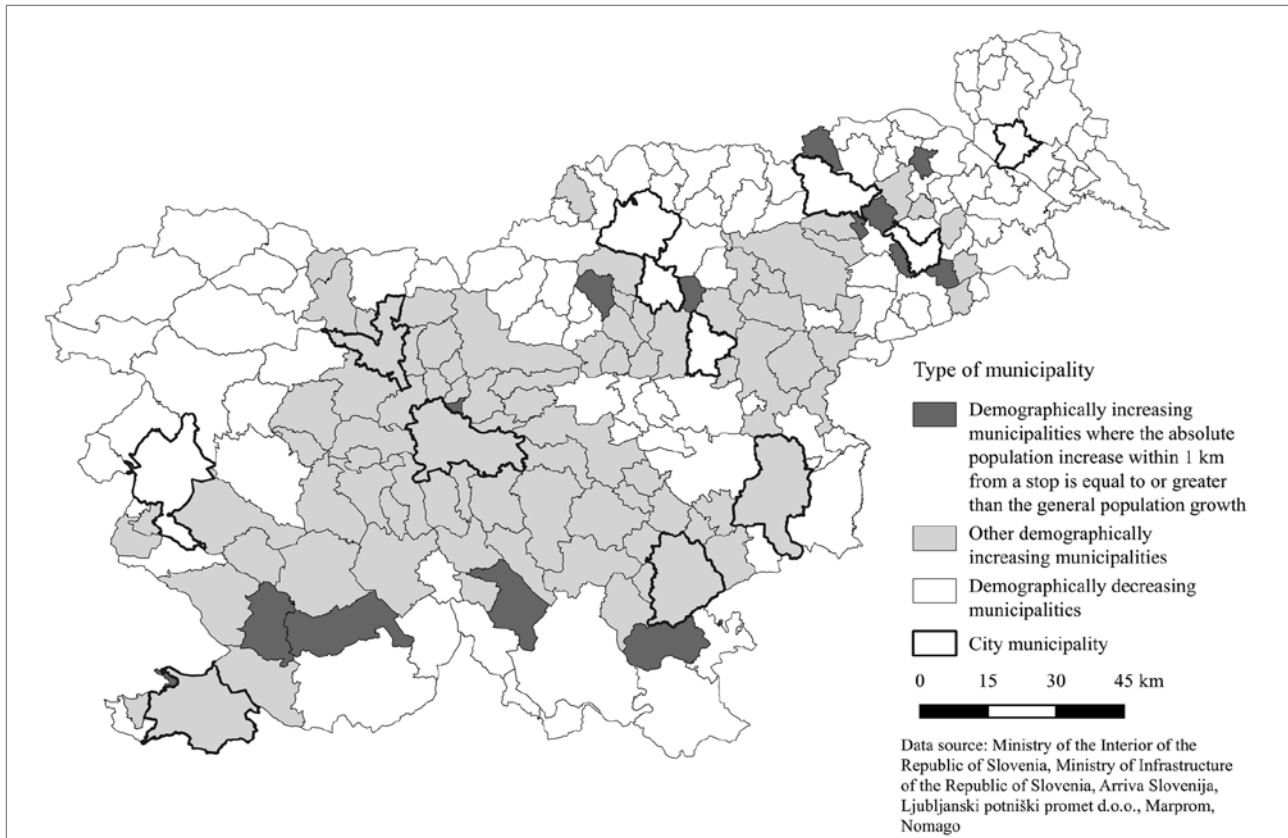 Type of municipality
Demographically increasing
municipalities where the absolute
population increase within 1 km
from a stop is equal to or greater
than the general population growth
Other demographically
increasing municipalities
Demographically decreasing
municipalities
City municipality
0 15 30 45 km
Data source: Ministry of the Interior of the
Republic of Slovenia, Ministry of Infrastructure
of the Republic of Slovenia, Arriva Slovenija,
Ljubljanski potniški promet d.o.o., Marprom,
Nomago